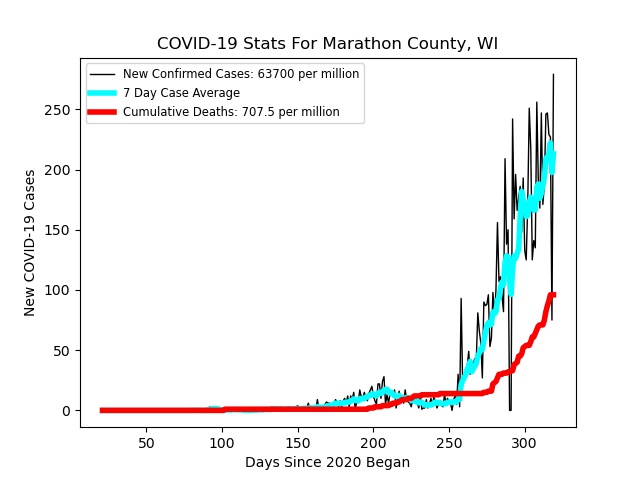 COVID-19 Stats For Marathon County, WI
New Confirmed Cases: 63700 per million
7 Day Case Average
Cumulative Deaths: 707.5 per million
New COVID-19 Cases
250
200
150
100
50
0
50 100 150 200 250 300
Days Since 2020 Began